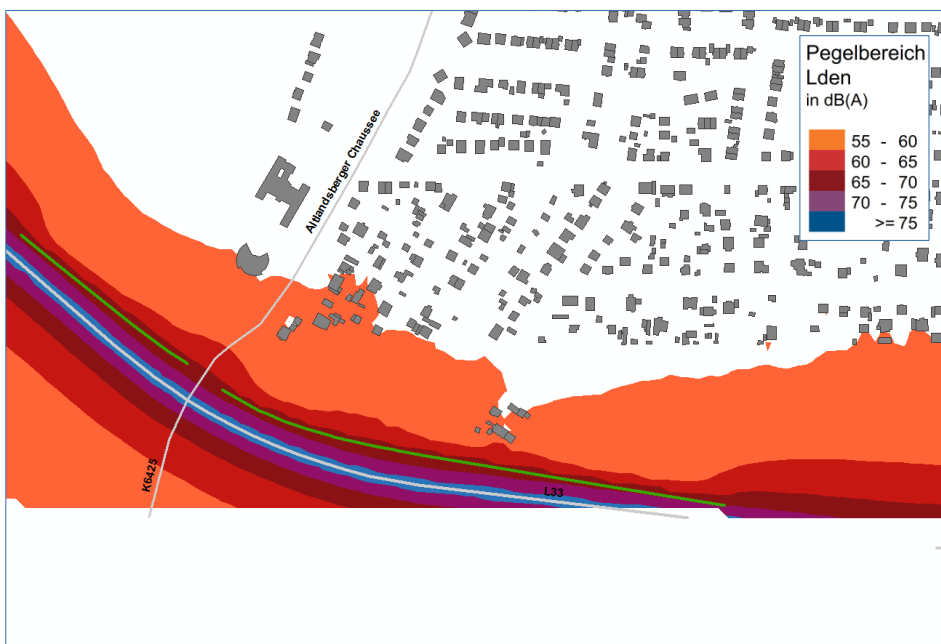 Pegelbereich
Lden
in dB(A)
55 - 60
60 - 65
65 - 70
70 - 75
>= 75
Altlandsberger Chaussee
K6425
L33